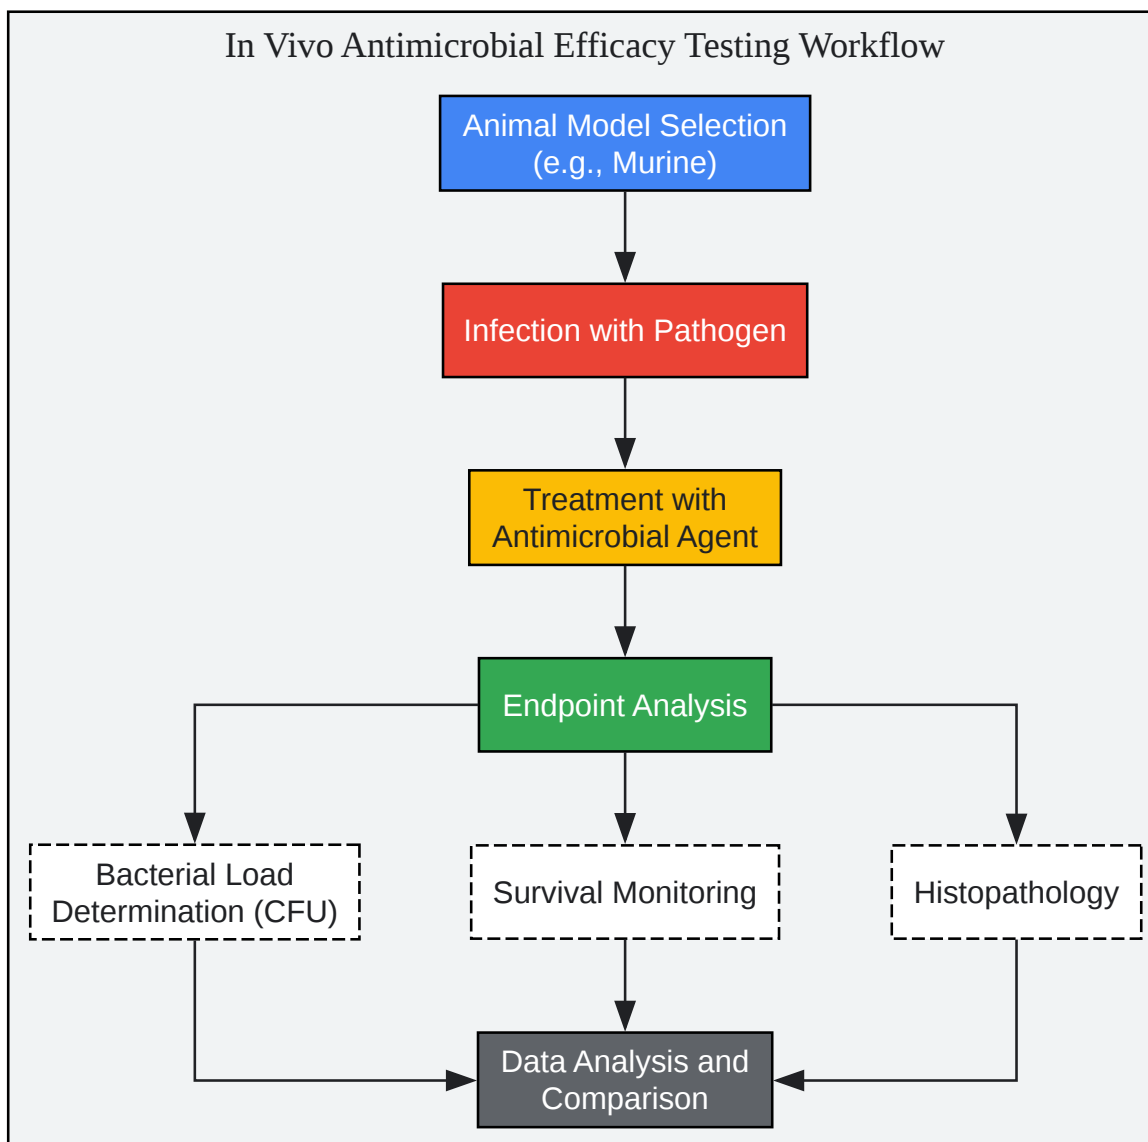 In Vivo Antimicrobial Efficacy Testing Workflow
Animal Model Selection
(e.g., Murine)
Infection with Pathogen
Treatment with
Antimicrobial Agent
Endpoint Analysis
Bacterial Load
Determination (CFU)
Survival Monitoring
Histopathology
Data Analysis and
Comparison